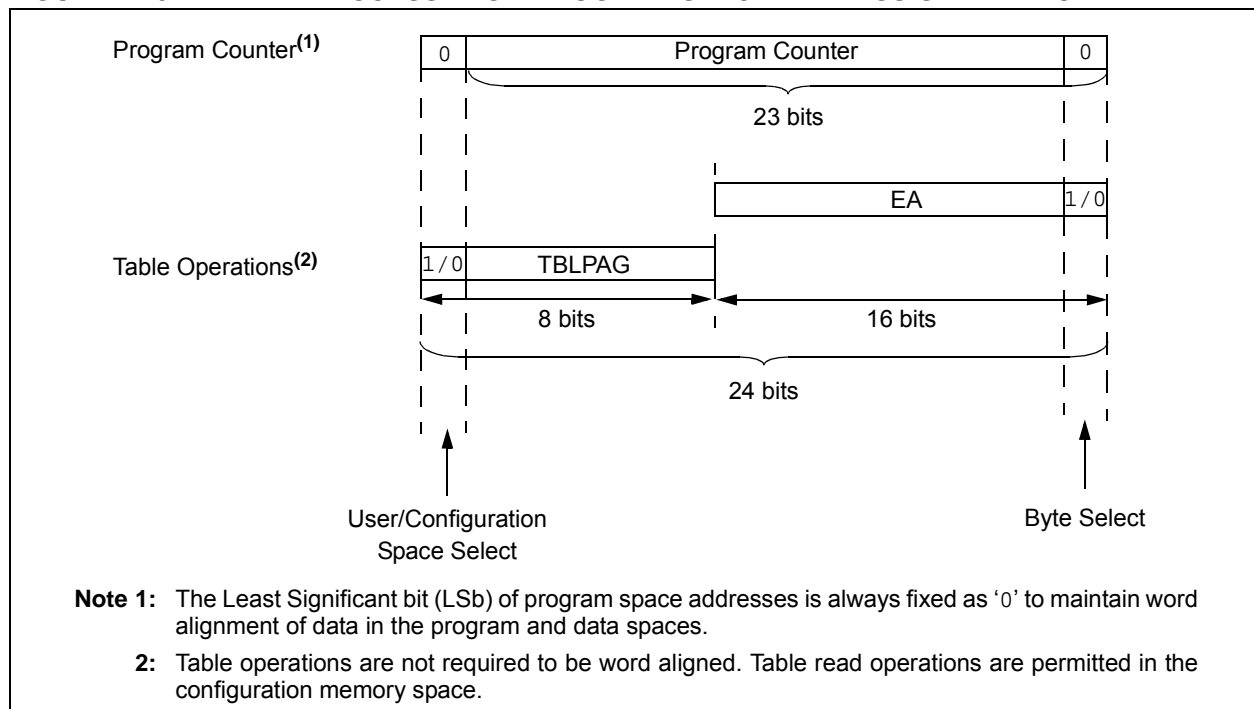 Program Counter(1)
0 Program Counter 0
23 bits
EA 1/0
Table Operations(2) 1/0 TBLPAG
8 bits 16 bits
24 bits
User/Configuration
Space Select
Byte Select
Note 1: The Least Significant bit (LSb) of program space addresses is always fixed as ‘0’ to maintain word
alignment of data in the program and data spaces.
2: Table operations are not required to be word aligned. Table read operations are permitted in the
configuration memory space.